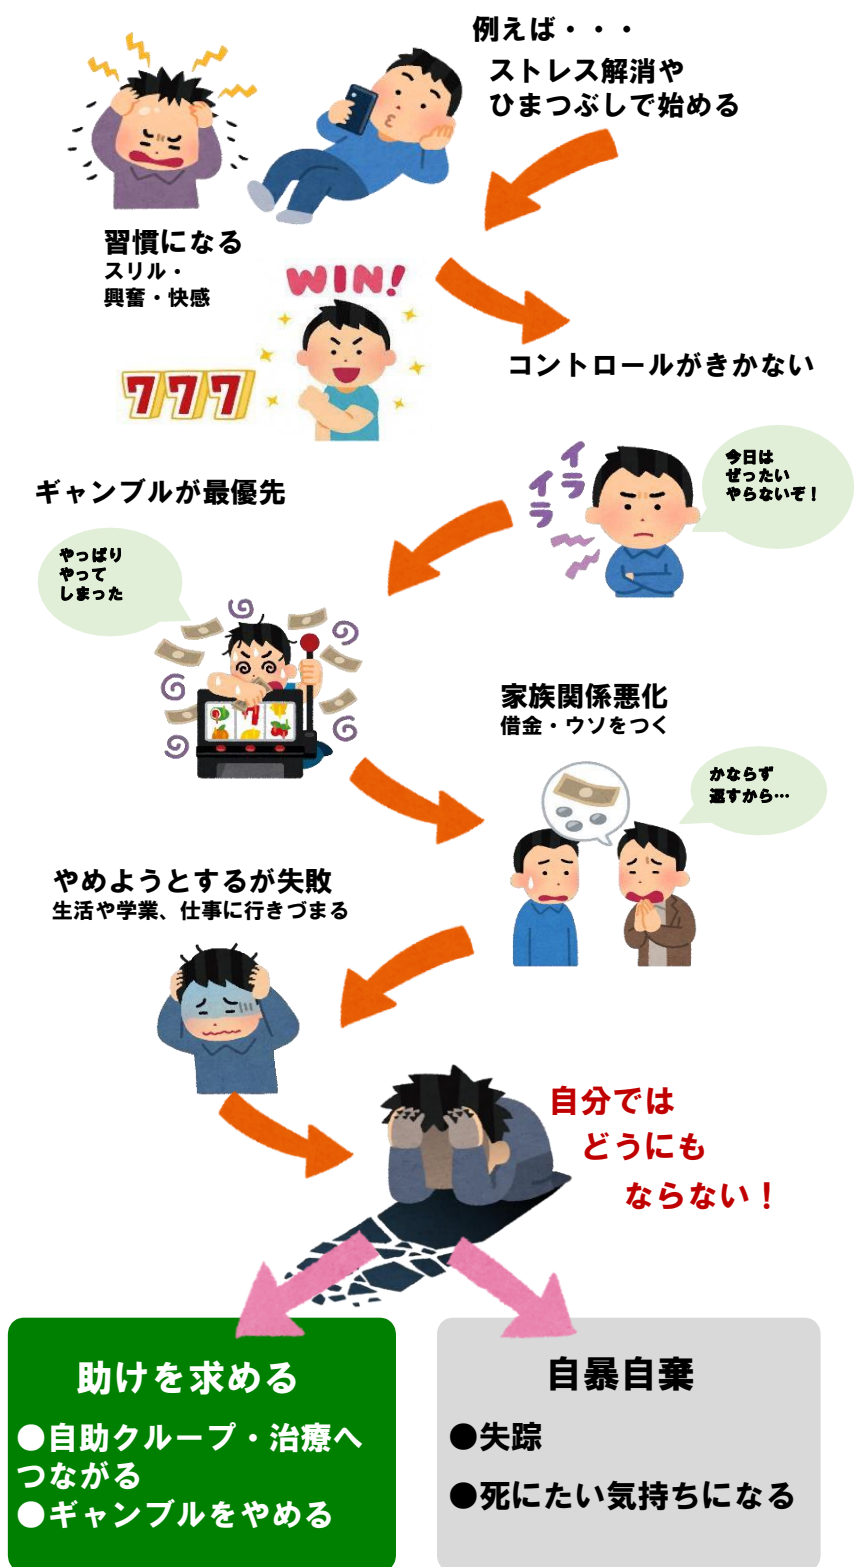 例えば・・・
ストレス解消や
ひまつぶしで始める
習慣になる
スリル・
興奮・快感
WIN!
777
コントロールがきかない
イライラ
今日は
ぜったい
やらないぞ！
ギャンブルが最優先
やっぱり
やって
しまった
7
家族関係悪化
借金・ウソをつく
かならず
返すから…
やめようとするが失敗
生活や学業、仕事に行きづまる
自分では
どうにも
ならない！
助けを求める
●自助クループ・治療へ
つながる
●ギャンブルをやめる
自暴自棄
●失踪
●死にたい気持ちになる